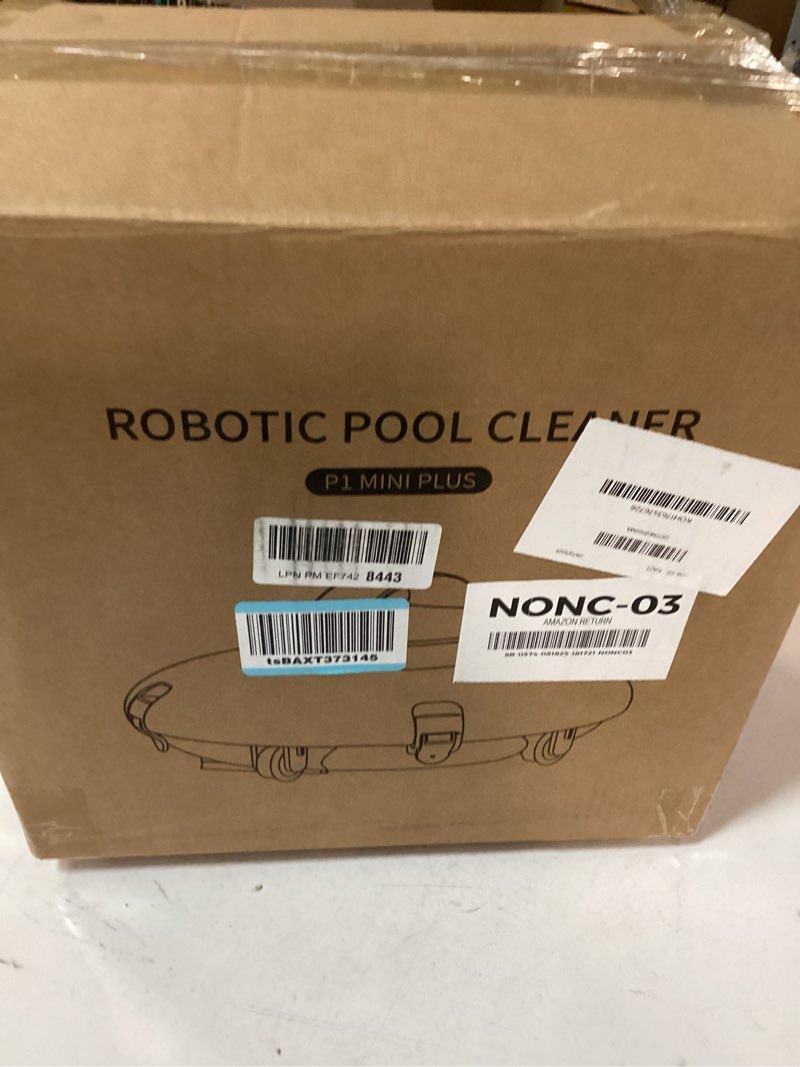 ROBOTIC POOL CLEANER
P1 MINI PLUS
LPN PM EF742 8443
tsBAXT373145
NONC-03
AMAZON RETURN